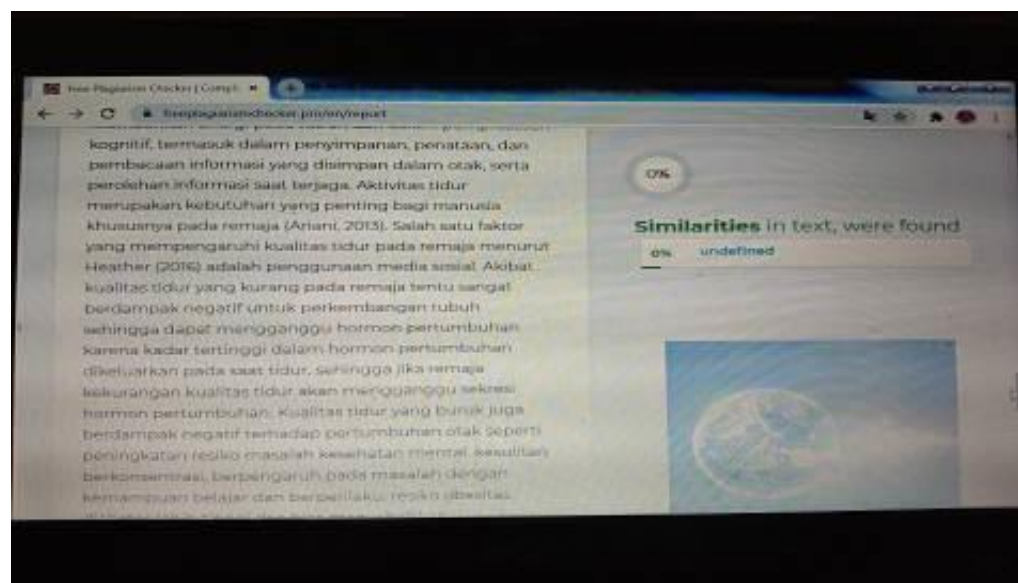 Free Plagiarism Checker | Compl
freeplagiarismchecker.pro/en/report
kognitif, termasuk dalam penyimpanan, penataan, dan
pembacaan informasi yang disimpan dalam otak, serta
perolehan informasi saat terjaga. Aktivitas tidur
merupakan kebutuhan yang penting bagi manusia
khususnya pada remaja (Ariani, 2013). Salah satu faktor
yang mempengaruhi kualitas tidur pada remaja menurut
Heather (2016) adalah penggunaan media sosial. Akibat
kualitas tidur yang kurang pada remaja tentu sangat
berdampak negatif untuk perkembangan tubuh
sehingga dapat mengganggu hormon pertumbuhan
karena kadar tertinggi dalam hormon pertumbuhan
dikeluarkan pada saat tidur, sehingga jika remaja
kekurangan kualitas tidur akan mengganggu sekresi
hormon pertumbuhan. Kualitas tidur yang buruk juga
berdampak negatif terhadap pertumbuhan otak seperti
peningkatan resiko masalah kesehatan mental, kesulitan
berkonsentrasi, berpengaruh pada masalah dengan
kemampuan belajar dan berperilaku, resiko obesitas,
0%
Similarities in text, were found
0% undefined